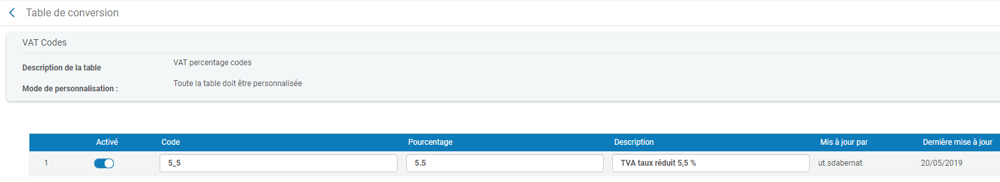 Table de conversion
VAT Codes
Description de la table VAT percentage codes
Mode de personnalisation : Toute la table doit être personnalisée
Activé Code Pourcentage Description Mis à jour par Dernière mise à jour
1 5_5 5.5 TVA taux réduit 5,5 % ut.sdabernat 20/05/2019